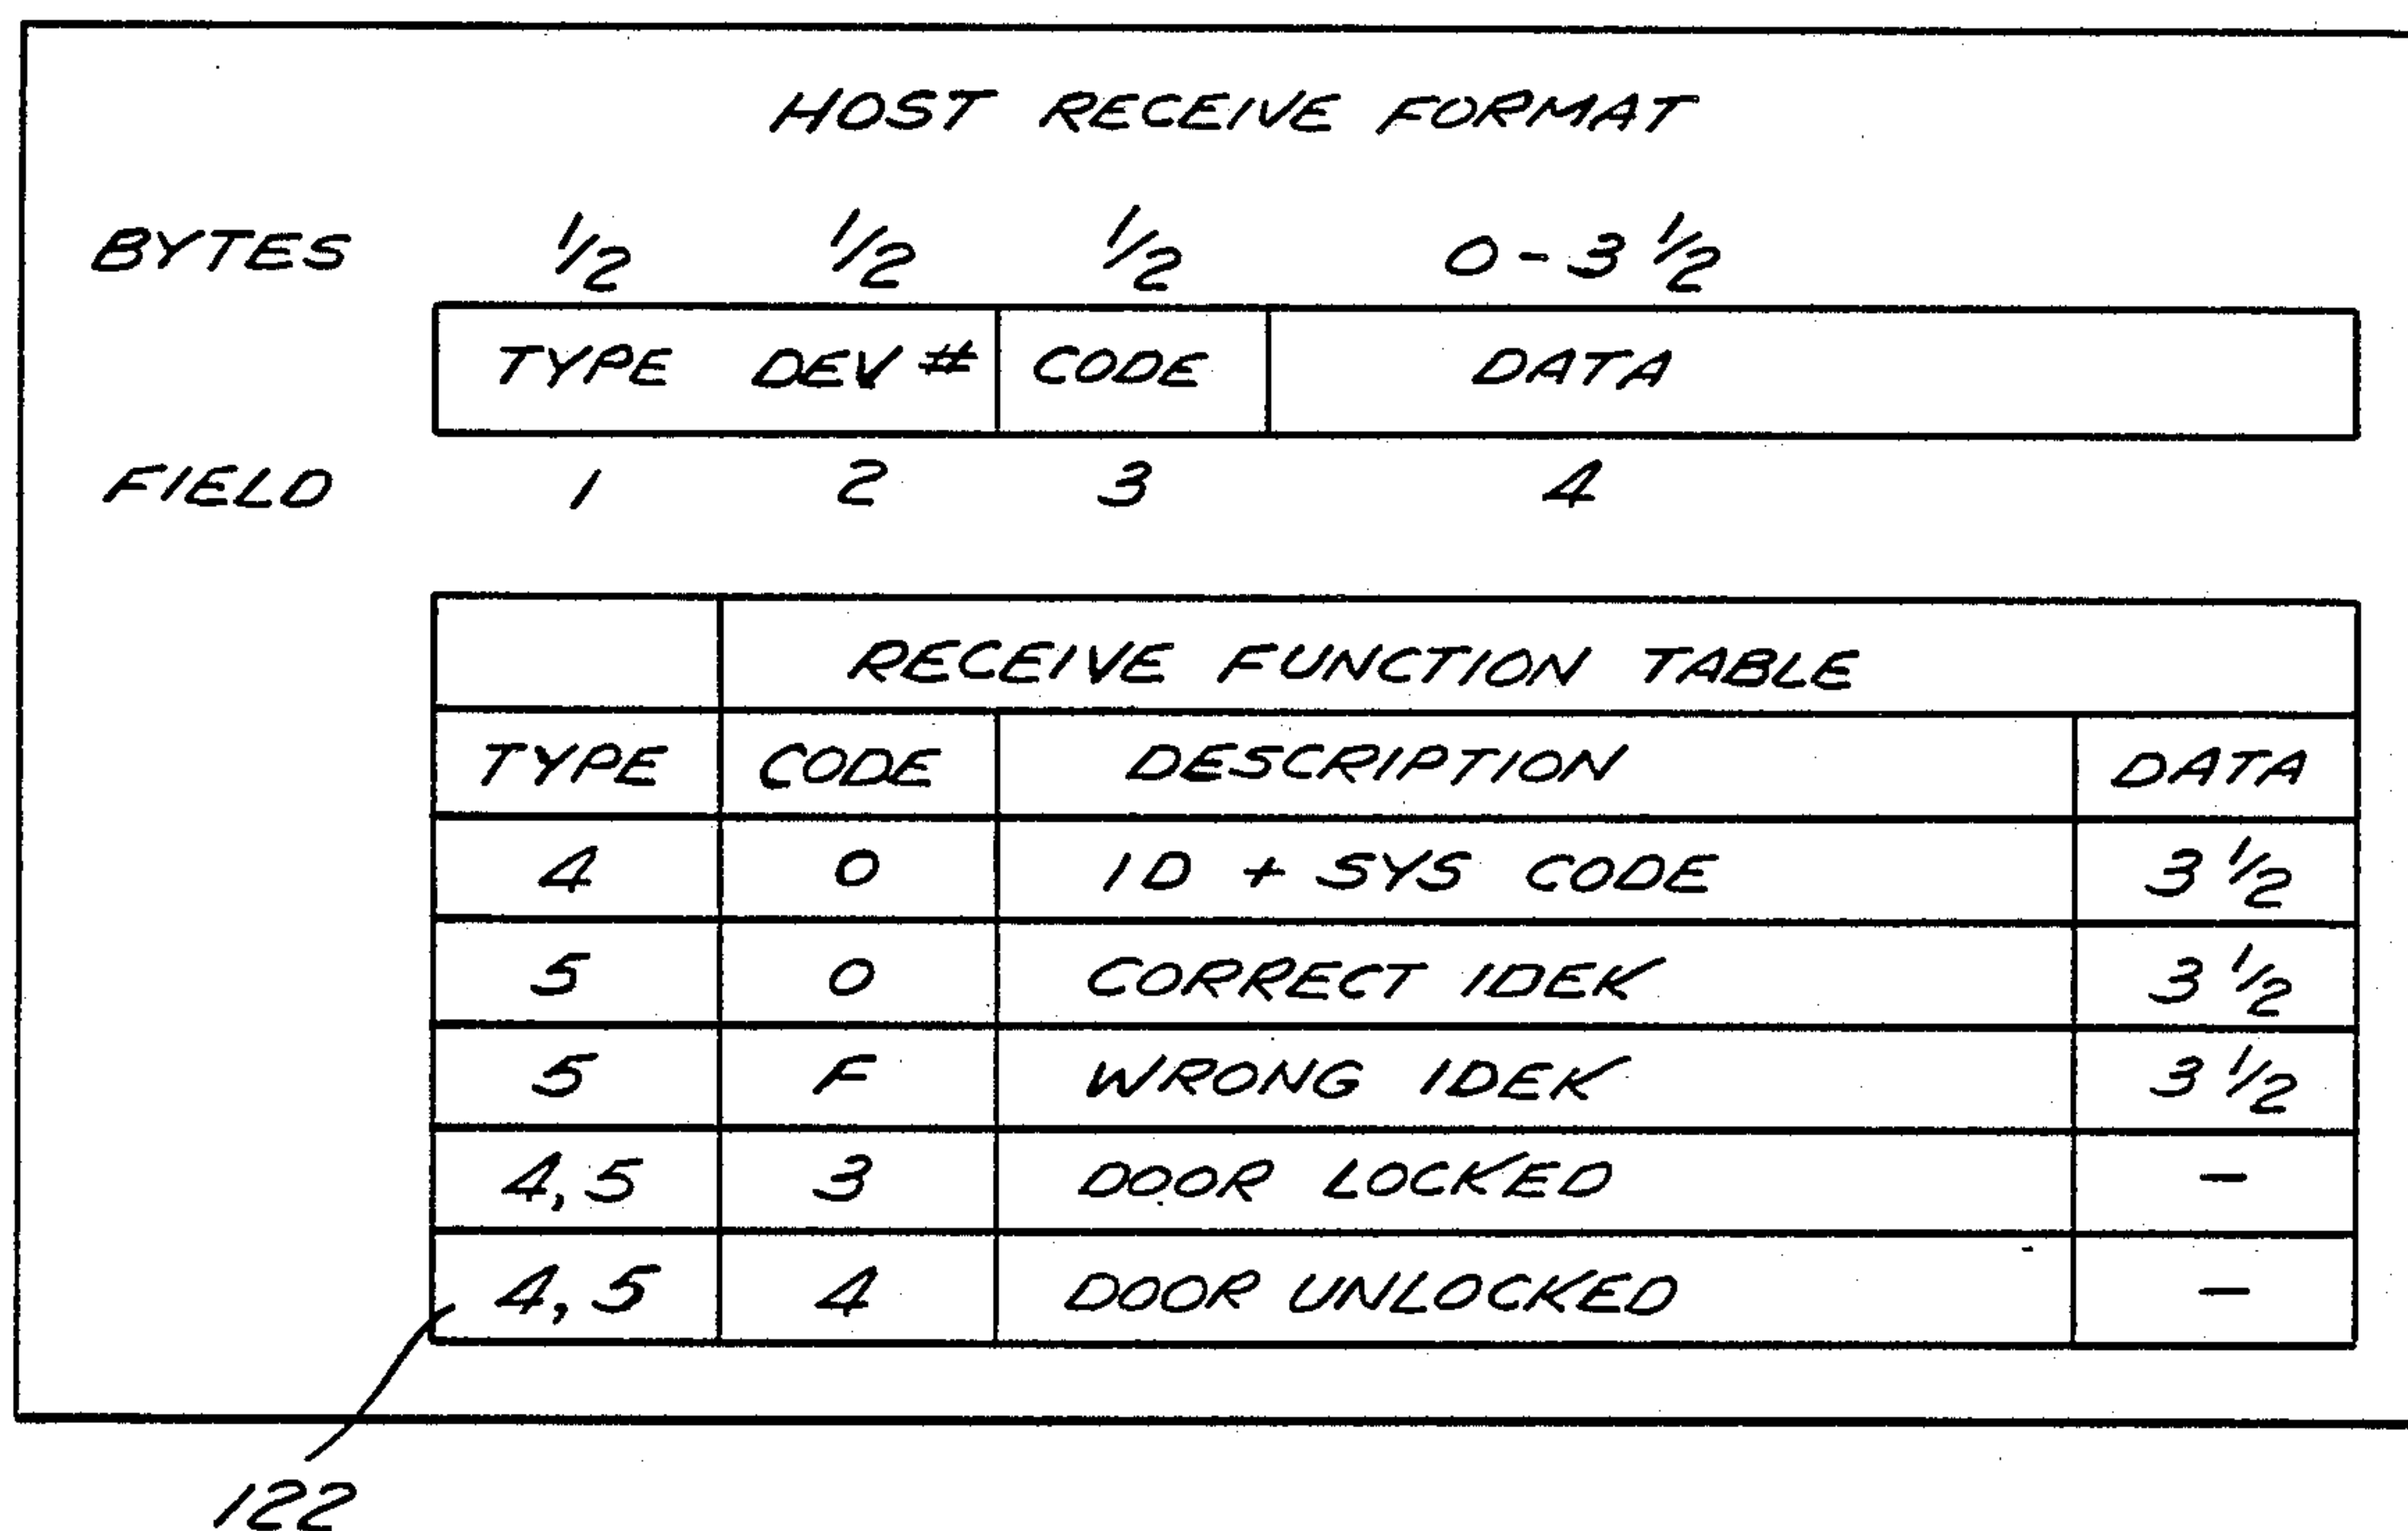 HOST RECEIVE FORMAT
BYTES 1/2 1/2 1/2 0-3 1/2
TYPE DEV # CODE DATA
FIELD 1 2 3 4
RECEIVE FUNCTION TABLE
TYPE CODE DESCRIPTION DATA
4 0 ID + SYS CODE 3 1/2
5 0 CORRECT IDEK 3 1/2
5 F WRONG IDEK 3 1/2
4,5 3 DOOR LOCKED -
4,5 4 DOOR UNLOCKED -
122